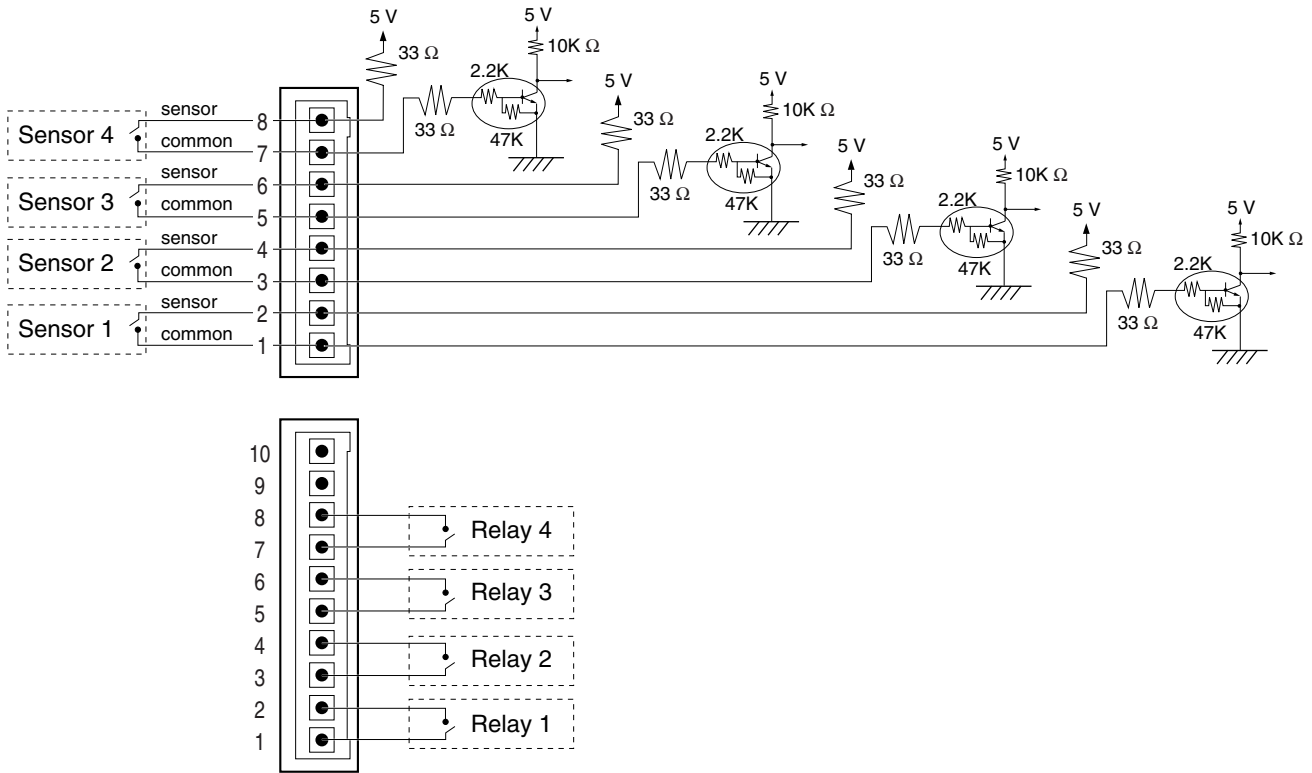 5 V
33 Ω
5 V
10K Ω
2.2K
33 Ω
47K
5 V
33 Ω
5 V
10K Ω
2.2K
33 Ω
47K
5 V
33 Ω
5 V
10K Ω
2.2K
33 Ω
47K
5 V
33 Ω
5 V
10K Ω
2.2K
33 Ω
47K
Sensor 4
sensor 8
common 7
Sensor 3
sensor 6
common 5
Sensor 2
sensor 4
common 3
Sensor 1
sensor 2
common 1
10
9
8
7
Relay 4
6
5
Relay 3
4
3
Relay 2
2
1
Relay 1